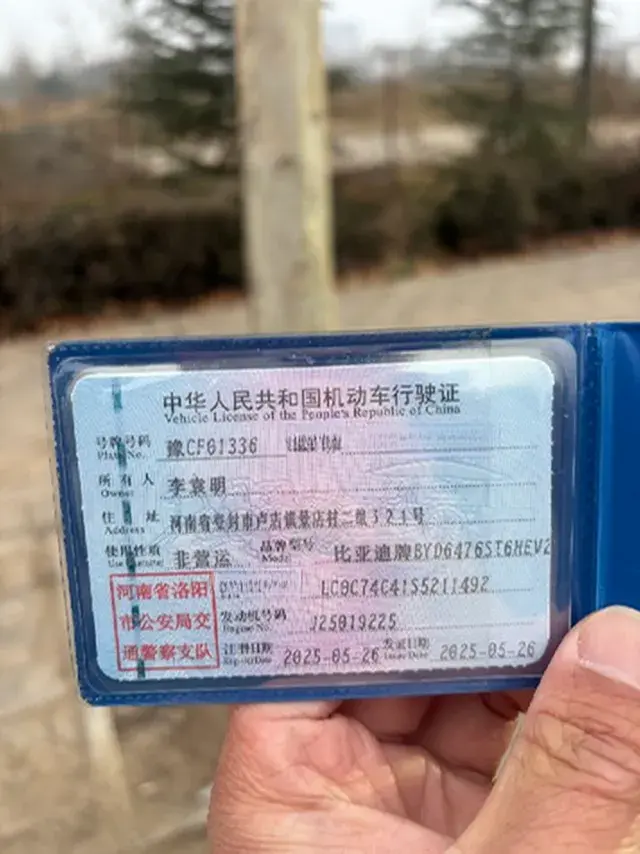 中华人民共和国机动车行驶证
Vehicle License of the People's Republic of China
号牌号码 豫CFG1336
Plate No.
所有人 李袁明
Owner
住址 河南省登封市卢店镇景店村二组321号
Address
使用性质 非营运 品牌型号 比亚迪牌BYD6476ST6HEV2
Use Character Model
河南省洛阳
市公安局交
通警察支队
LC0C74C41S5211492
发动机号码 J25019225
Engine No.
注册日期 2025-05-26 发证日期 2025-05-26
Register Date Issue Date